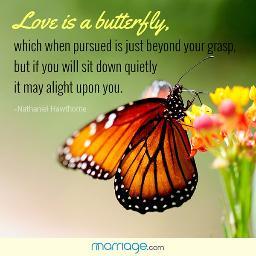 Love is a butterfly,
which when pursued is just beyond your grasp,
but if you will sit down quietly
it may alight upon you.
-Nathaniel Hawthorne
marriage.com